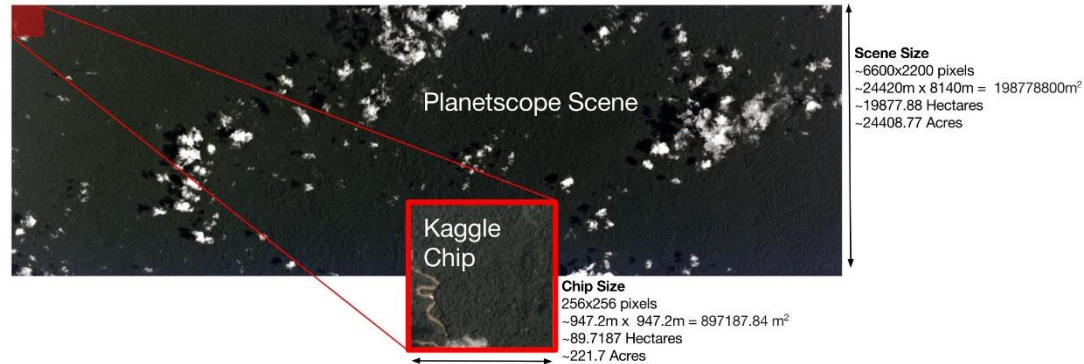 Planetscope Scene
Scene Size
~6600x2200 pixels
~24420m x 8140m = 198778800m²
~19877.88 Hectares
~24408.77 Acres
Kaggle
Chip
Chip Size
256x256 pixels
~947.2m x 947.2m = 897187.84 m²
~89.7187 Hectares
~221.7 Acres